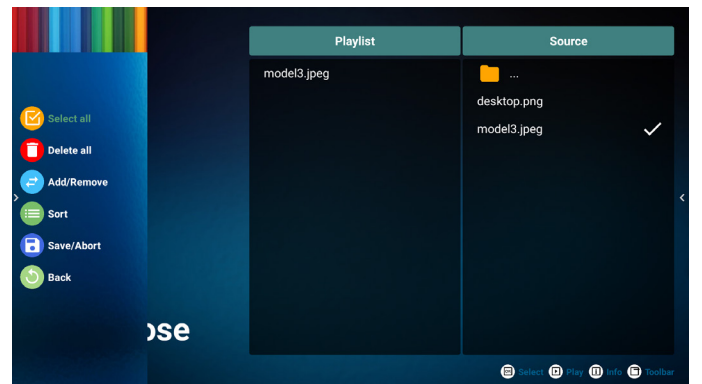 Playlist
Source
model3.jpeg
...
desktop.png
model3.jpeg
Select all
Delete all
Add/Remove
Sort
Save/Abort
Back
ose
Select Play Info Toolbar